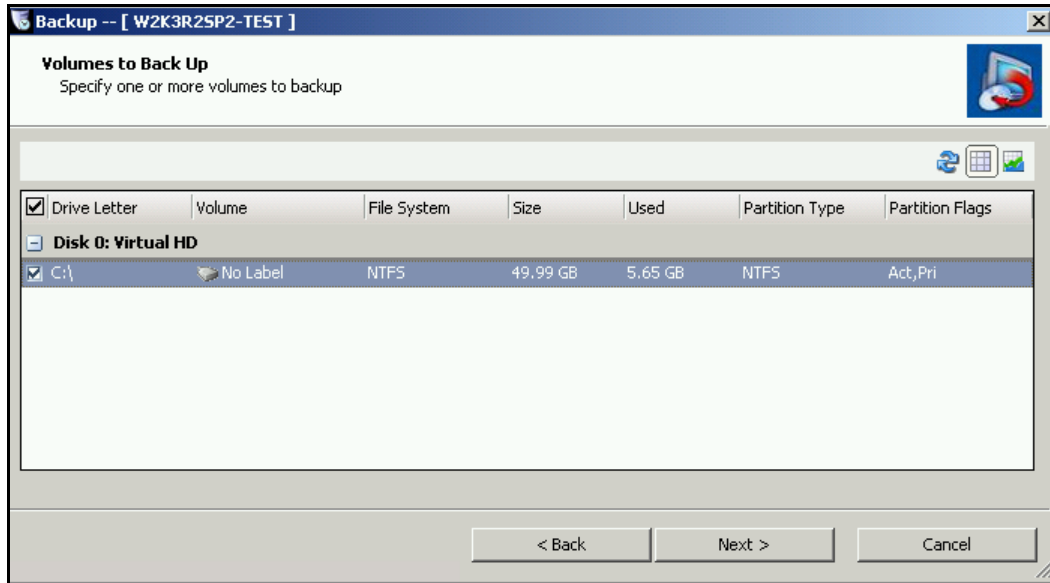 Backup -- [ W2K3R2SP2-TEST ]
Volumes to Back Up
Specify one or more volumes to backup
Drive Letter Volume File System Size Used Partition Type Partition Flags
Disk 0: Virtual HD
C:\ No Label NTFS 49.99 GB 5.65 GB NTFS Act,Pri
< Back Next > Cancel